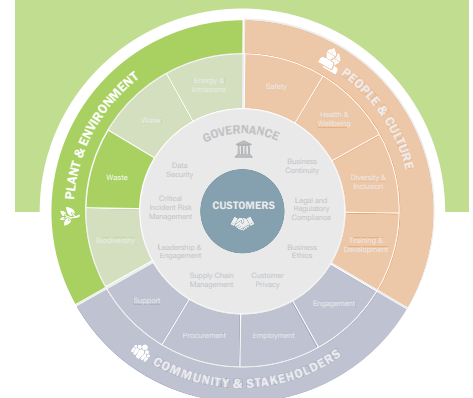 PLANT & ENVIRONMENT
Energy &
Emissions
Water
Waste
Biodiversity
PEOPLE & CULTURE
Safety
Health &
Wellbeing
Diversity &
Inclusion
Training &
Development
GOVERNANCE
Data
Security
Business
Continuity
Critical
Incident Risk
Management
Legal and
Regulatory
Compliance
Leadership &
Engagement
Business
Ethics
Supply Chain
Management
Customer
Privacy
CUSTOMERS
Support
Procurement
Employment
Engagement
COMMUNITY & STAKEHOLDERS